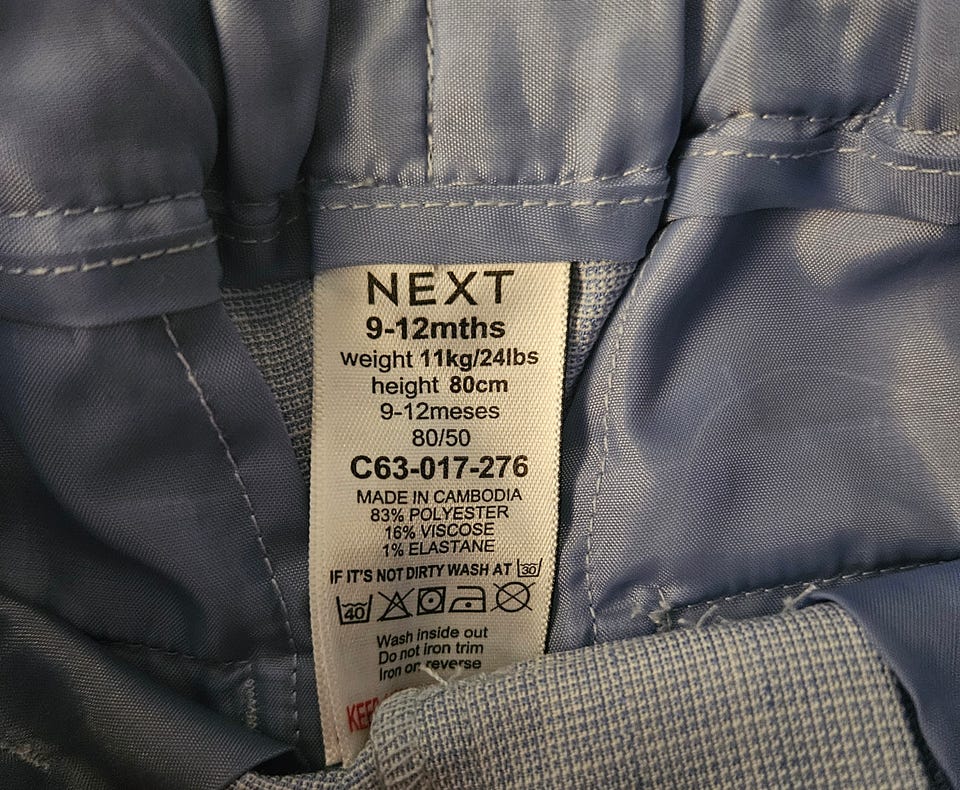 NEXT
9-12mths
weight 11kg/24lbs
height 80cm
9-12meses
80/50
C63-017-276
MADE IN CAMBODIA
83% POLYESTER
16% VISCOSE
1% ELASTANE
IF IT'S NOT DIRTY WASH AT 30
40
Wash inside out
Do not iron trim
Iron on reverse